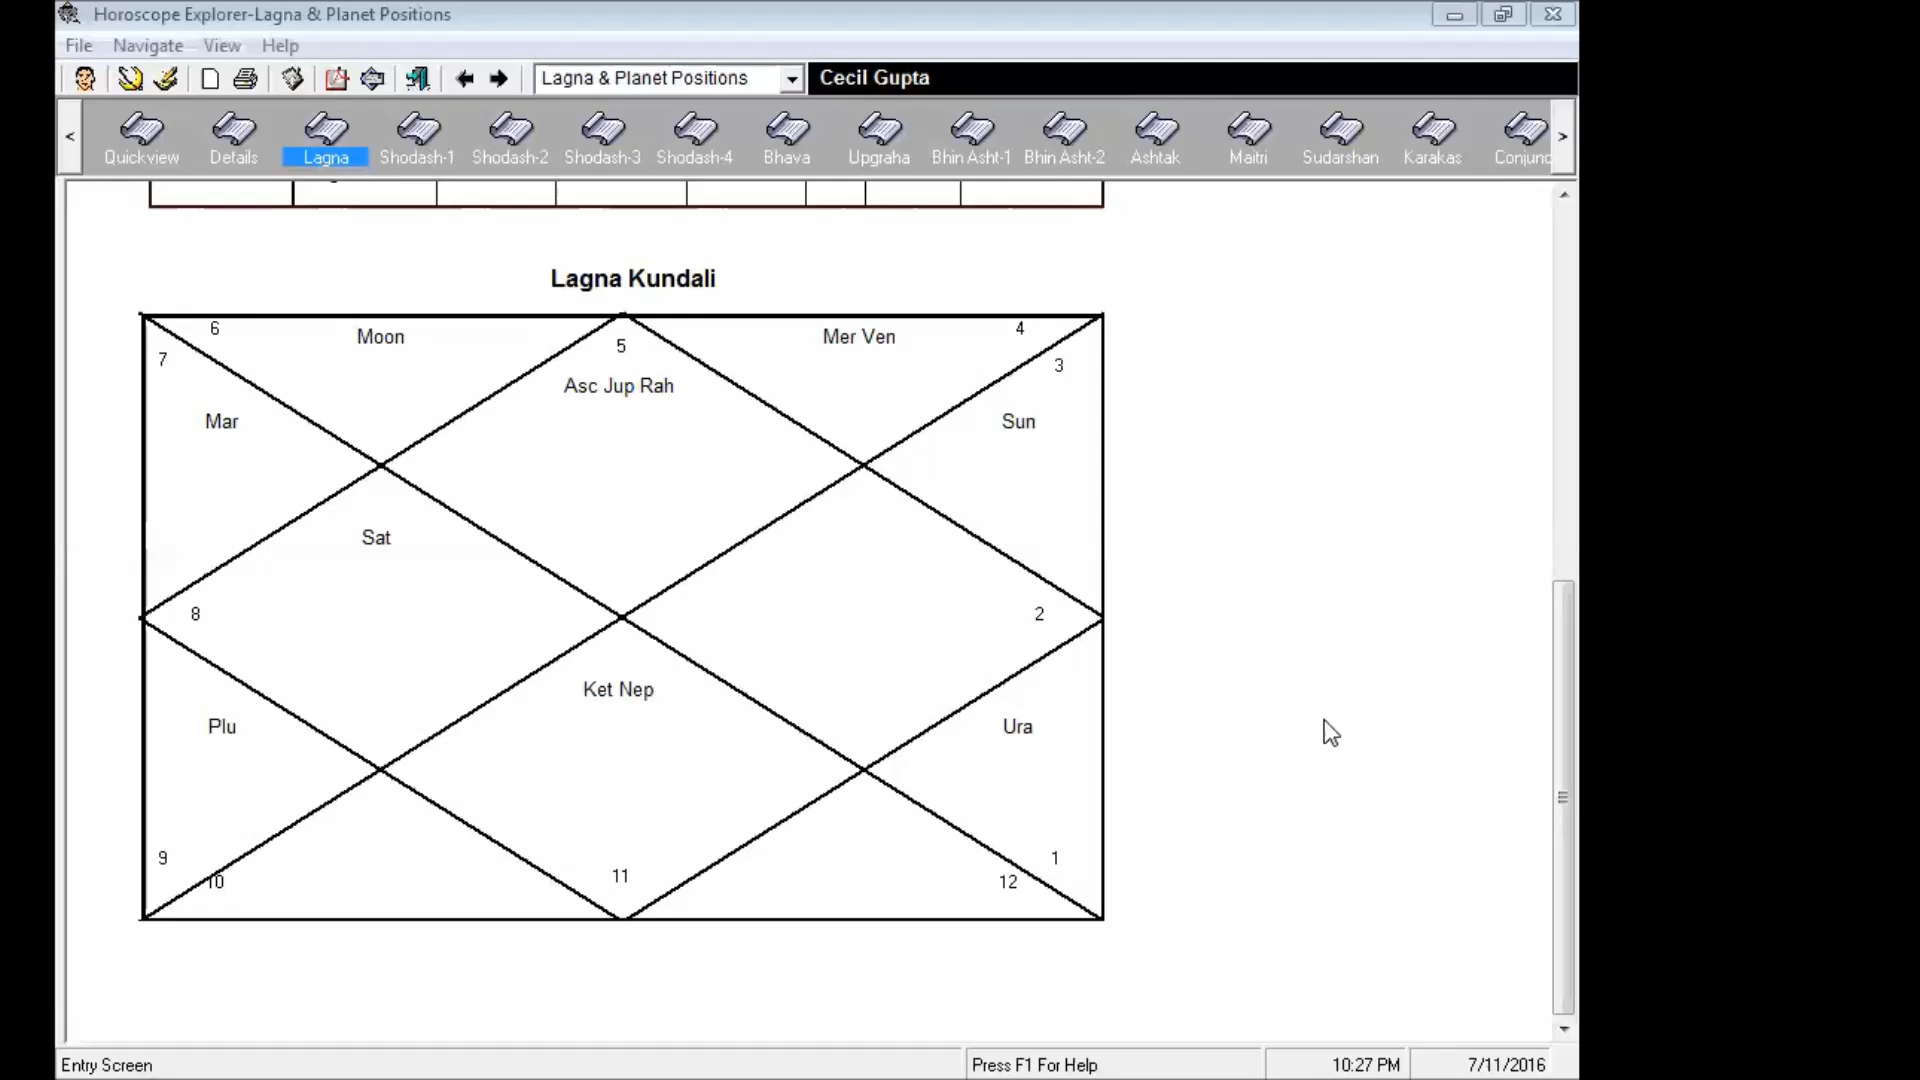 Horoscope Explorer-Lagna & Planet Positions
File Navigate View Help
Lagna & Planet Positions Cecil Gupta
< Quickview Details Lagna Shodash-1 Shodash-2 Shodash-3 Shodash-4 Bhava Upgraha Bhin Asht-1 Bhin Asht-2 Ashtak Maitri Sudarshan Karakas Conjunc >
Lagna Kundali
6 Moon 5 Mer Ven 4
7 3
Asc Jup Rah
Mar Sun
Sat
8 2
Ket Nep
Plu Ura
9 1
10 11 12
Entry Screen Press F1 For Help 10:27 PM 7/11/2016